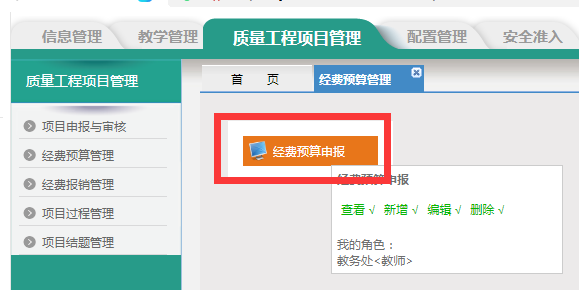 信息管理 教学管理 质量工程项目管理 配置管理 安全准入
质量工程项目管理
首 页 经费预算管理
项目申报与审核
经费预算管理
经费报销管理
项目过程管理
项目结题管理
经费预算申报
经费预算申报
查看√ 新增√ 编辑√ 删除√
我的角色：
教务处<教师>